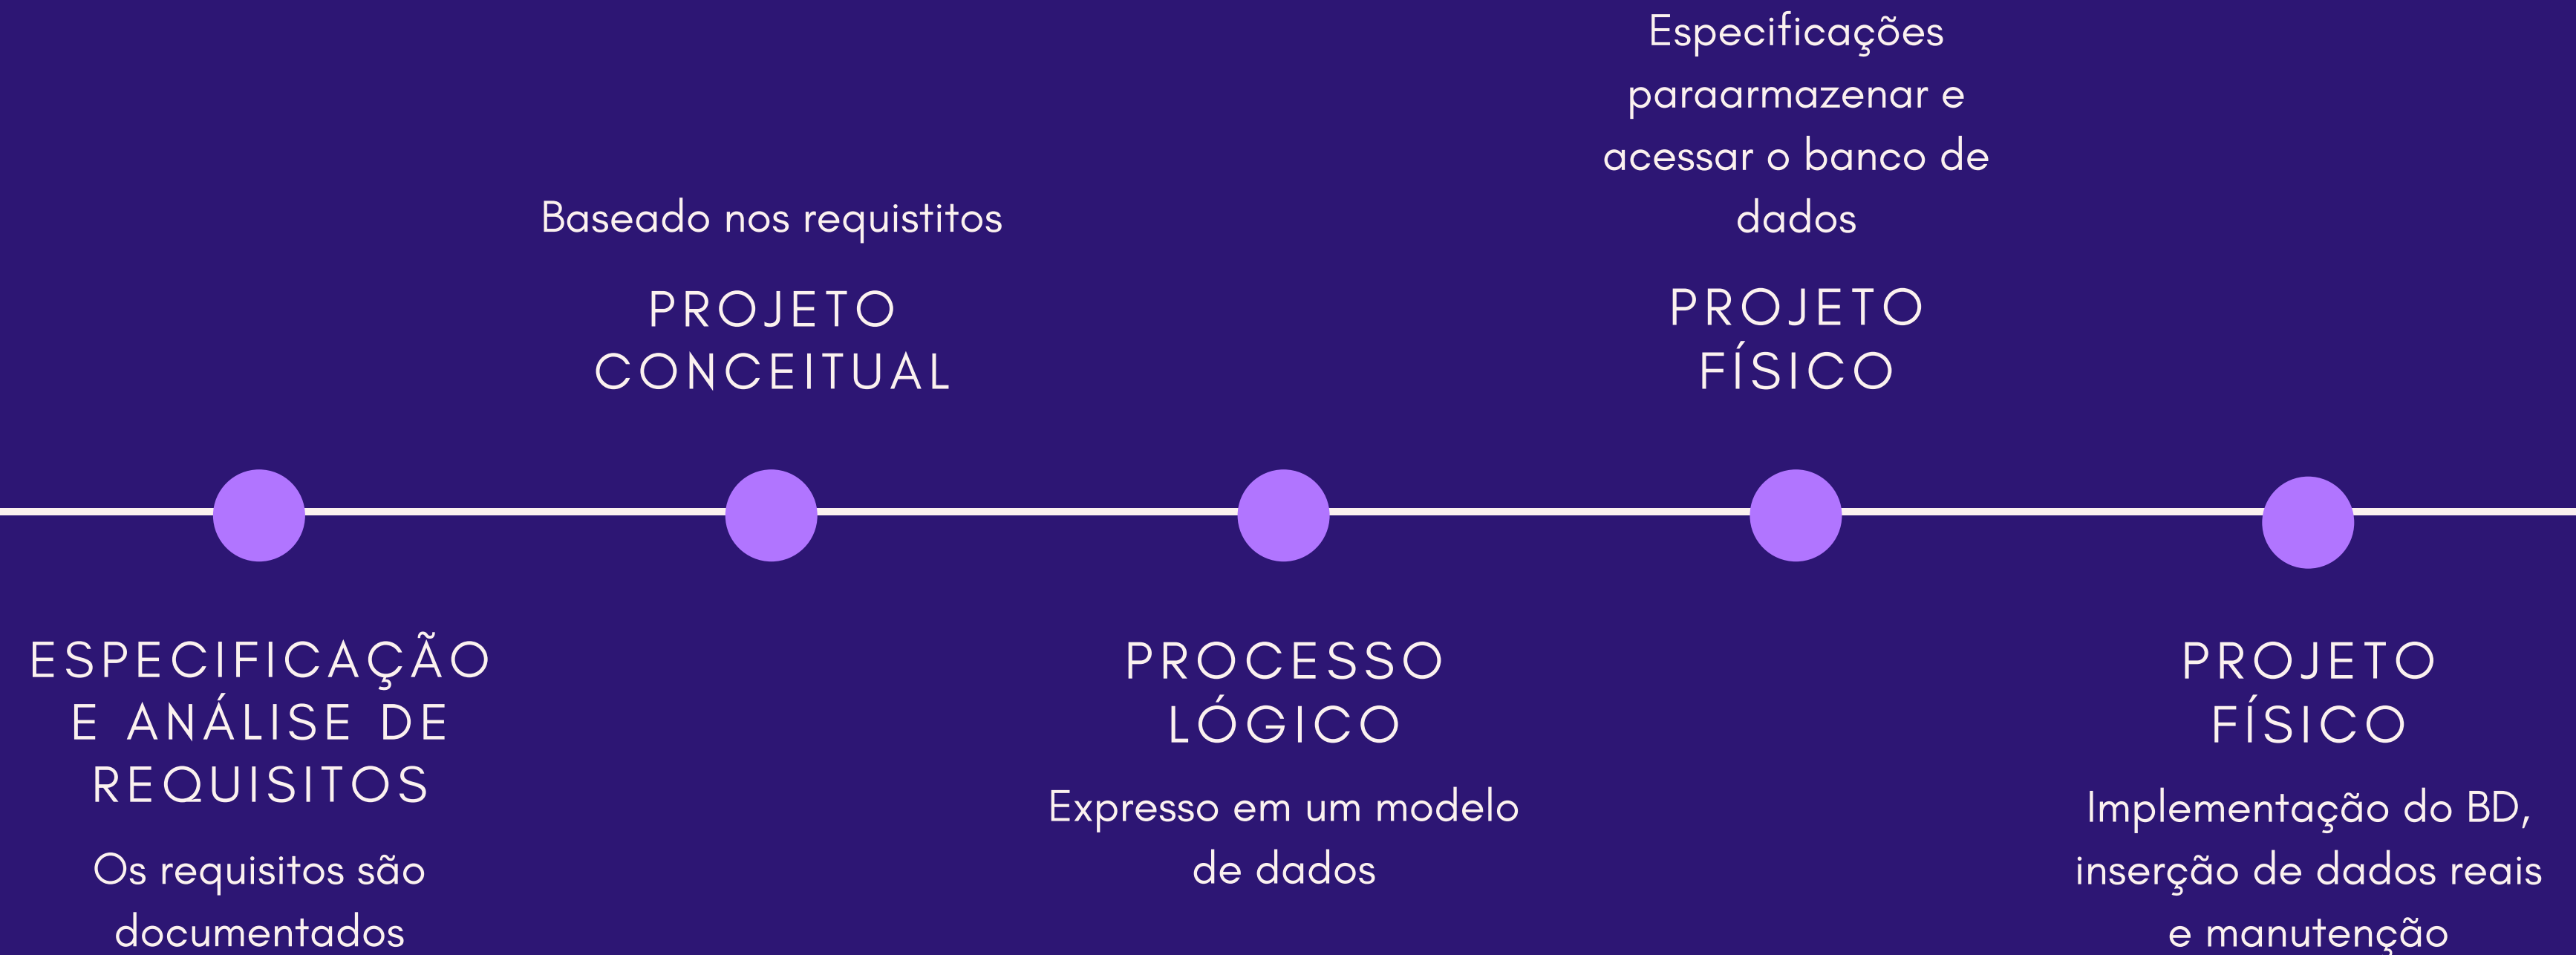 ESPECIFICAÇÃO
E ANÁLISE DE
REQUISITOS
Os requisitos são
documentados
Baseado nos requistitos
PROJETO
CONCEITUAL
PROCESSO
LÓGICO
Expresso em um modelo
de dados
Especificações
paraarmazenar e
acessar o banco de
dados
PROJETO
FÍSICO
PROJETO
FÍSICO
Implementação do BD,
inserção de dados reais
e manutenção